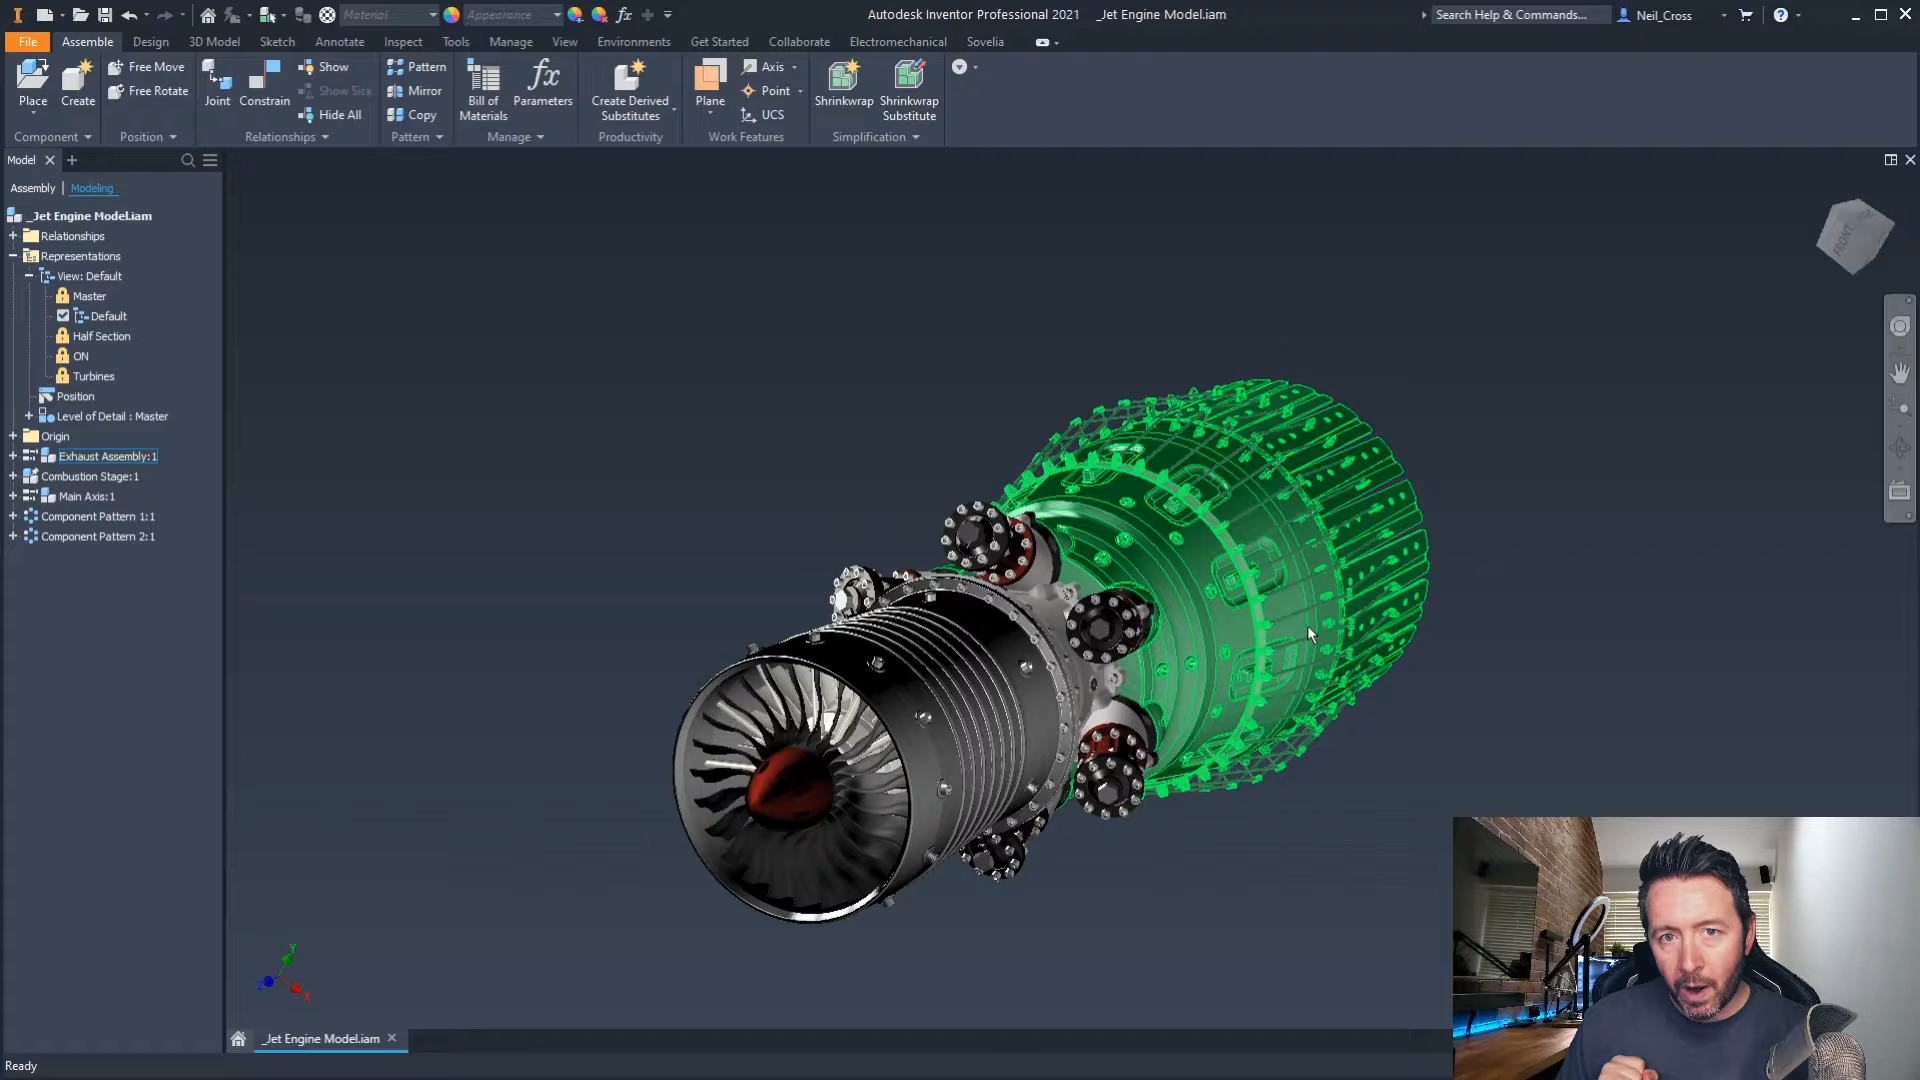 Material
Appearance
fx
Autodesk Inventor Professional 2021 _Jet Engine Model.iam
Search Help & Commands...
Neil_Cross
File
Assemble
Design
3D Model
Sketch
Annotate
Inspect
Tools
Manage
View
Environments
Get Started
Collaborate
Electromechanical
Sovelia
Place
Create
Free Move
Free Rotate
Joint
Constrain
Show
Show Sick
Hide All
Pattern
Mirror
Copy
Bill of
Materials
fx
Parameters
Create Derived
Substitutes
Plane
Axis
Point
UCS
Shrinkwrap
Shrinkwrap
Substitute
Component
Position
Relationships
Pattern
Manage
Productivity
Work Features
Simplification
Model
Assembly | Modeling
_Jet Engine Model.iam
Relationships
Representations
View: Default
Master
Default
Half Section
ON
Turbines
Position
Level of Detail : Master
Origin
Exhaust Assembly:1
Combustion Stage:1
Main Axis:1
Component Pattern 1:1
Component Pattern 2:1
FRONT
Y
Z
X
_Jet Engine Model.iam
Ready